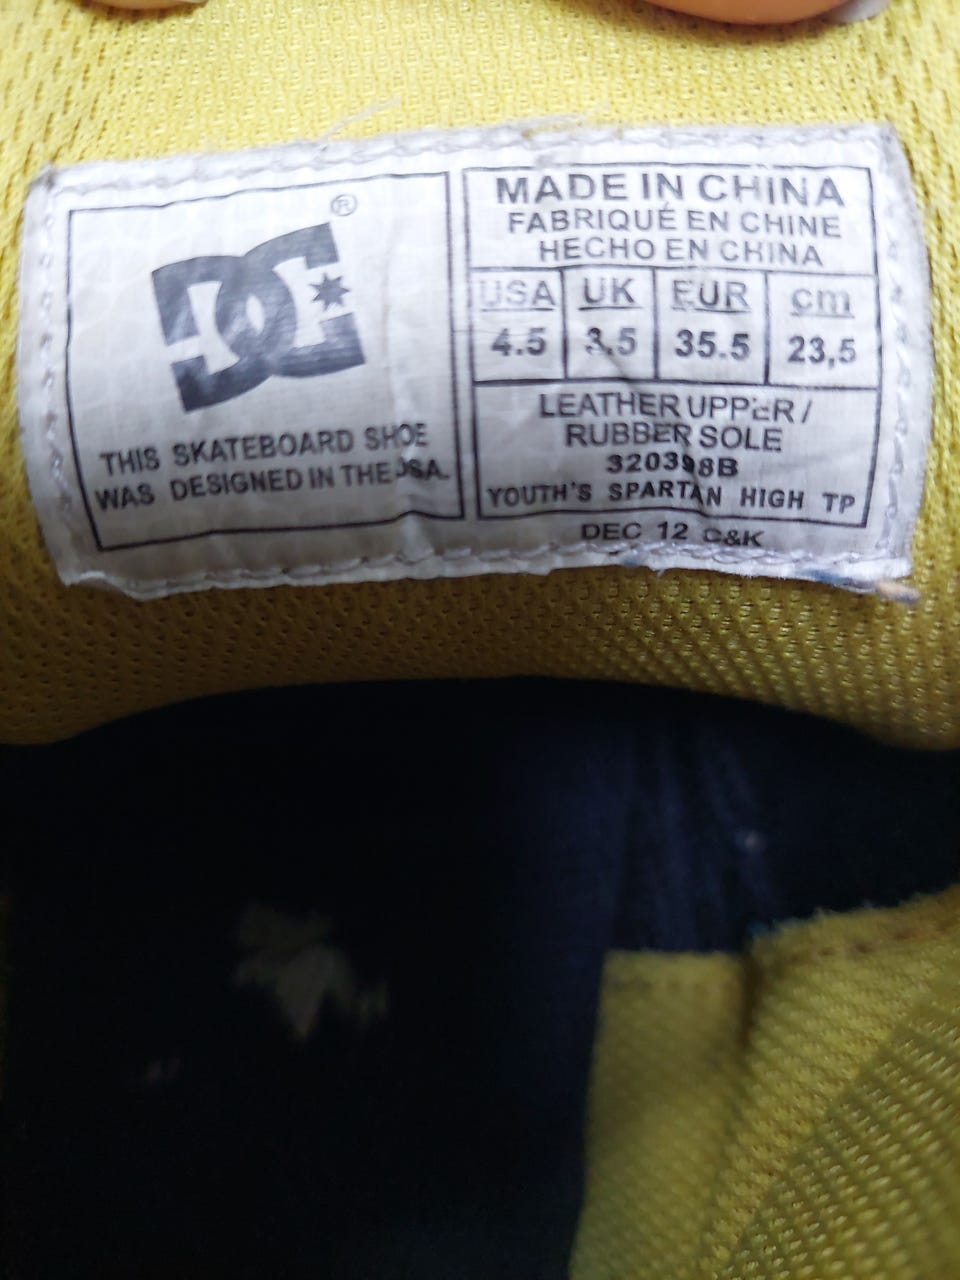 DC
®
THIS SKATEBOARD SHOE
WAS DESIGNED IN THE USA.
MADE IN CHINA
FABRIQUÉ EN CHINE
HECHO EN CHINA
USA UK EUR cm
4.5 3.5 35.5 23,5
LEATHER UPPER /
RUBBER SOLE
320398B
YOUTH'S SPARTAN HIGH TP
DEC 12 C&K